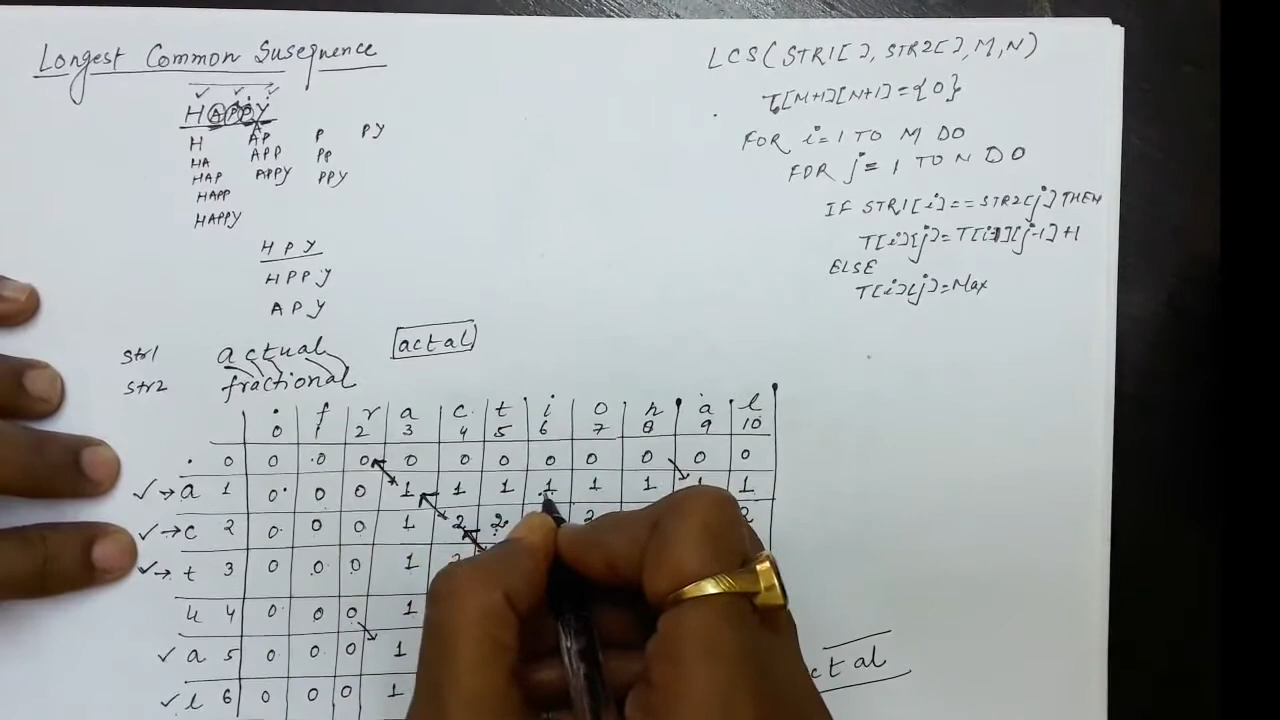 Longest Common Susequence
HAPPY
H AP P PY
HA APP PP
HAP APPY PPY
HAPP
HAPPY
HPY
HPPY
APY
LCS(STR1[], STR2[], M, N)
T[M+1][N+1]={0}
FOR i=1 TO M DO
FOR j=1 TO N DO
IF STR1[i]==STR2[j] THEN
T[i][j]=T[i-1][j-1]+1
ELSE
T[i][j]=Max
str1 actual actal
str2 fractional
. f r a c t i o n a l
0 1 2 3 4 5 6 7 8 9 10
. 0 0 0 0 0 0 0 0 0 0 0 0
a 1 0 0 0 1 1 1 1 1 1 1 1
c 2 0 0 0 1 2 2 2 2
t 3 0 0 0 1
u 4 0 0 0 1
a 5 0 0 0 1
l 6 0 0 0 1
ctal